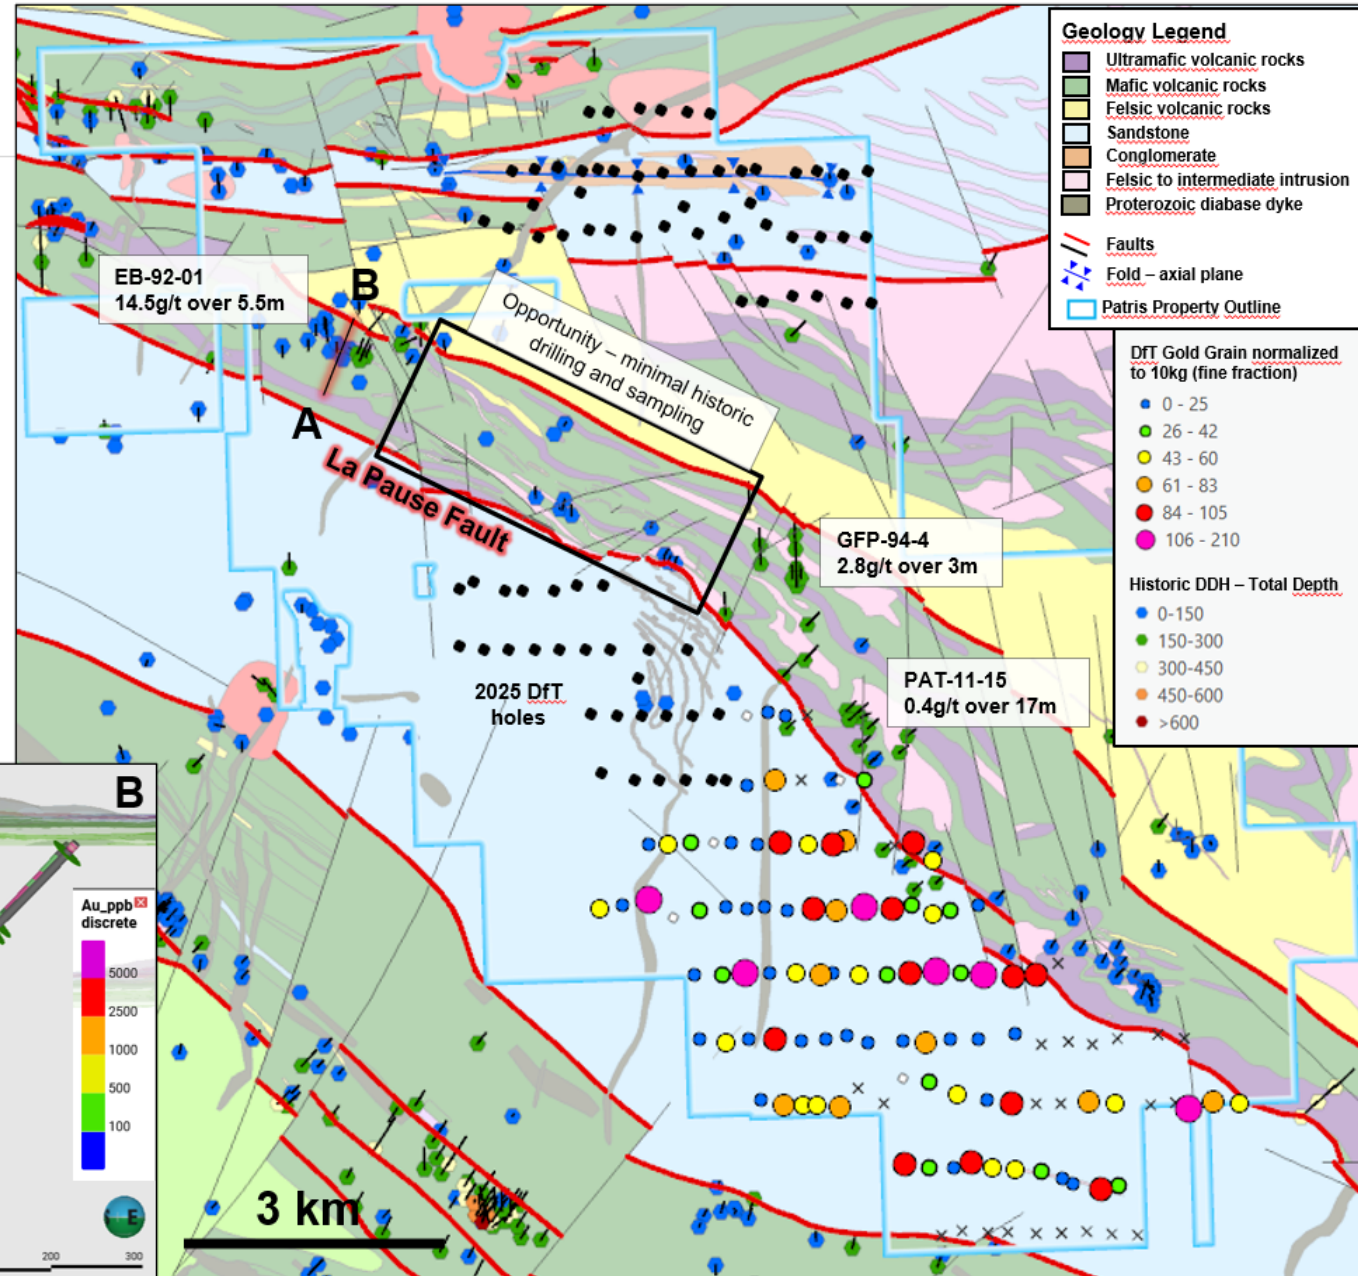 Geology Legend
Ultramafic volcanic rocks
Mafic volcanic rocks
Felsic volcanic rocks
Sandstone
Conglomerate
Felsic to intermediate intrusion
Proterozoic diabase dyke
Faults
Fold – axial plane
Patris Property Outline
DfT Gold Grain normalized
to 10kg (fine fraction)
0 - 25
26 - 42
43 - 60
61 - 83
84 - 105
106 - 210
Historic DDH – Total Depth
0-150
150-300
300-450
450-600
>600
EB-92-01
14.5g/t over 5.5m
B
A
Opportunity – minimal historic
drilling and sampling
La Pause Fault
GFP-94-4
2.8g/t over 3m
PAT-11-15
0.4g/t over 17m
2025 DfT
holes
B
Au_ppb
discrete
5000
2500
1000
500
100
E
200
300
3 km